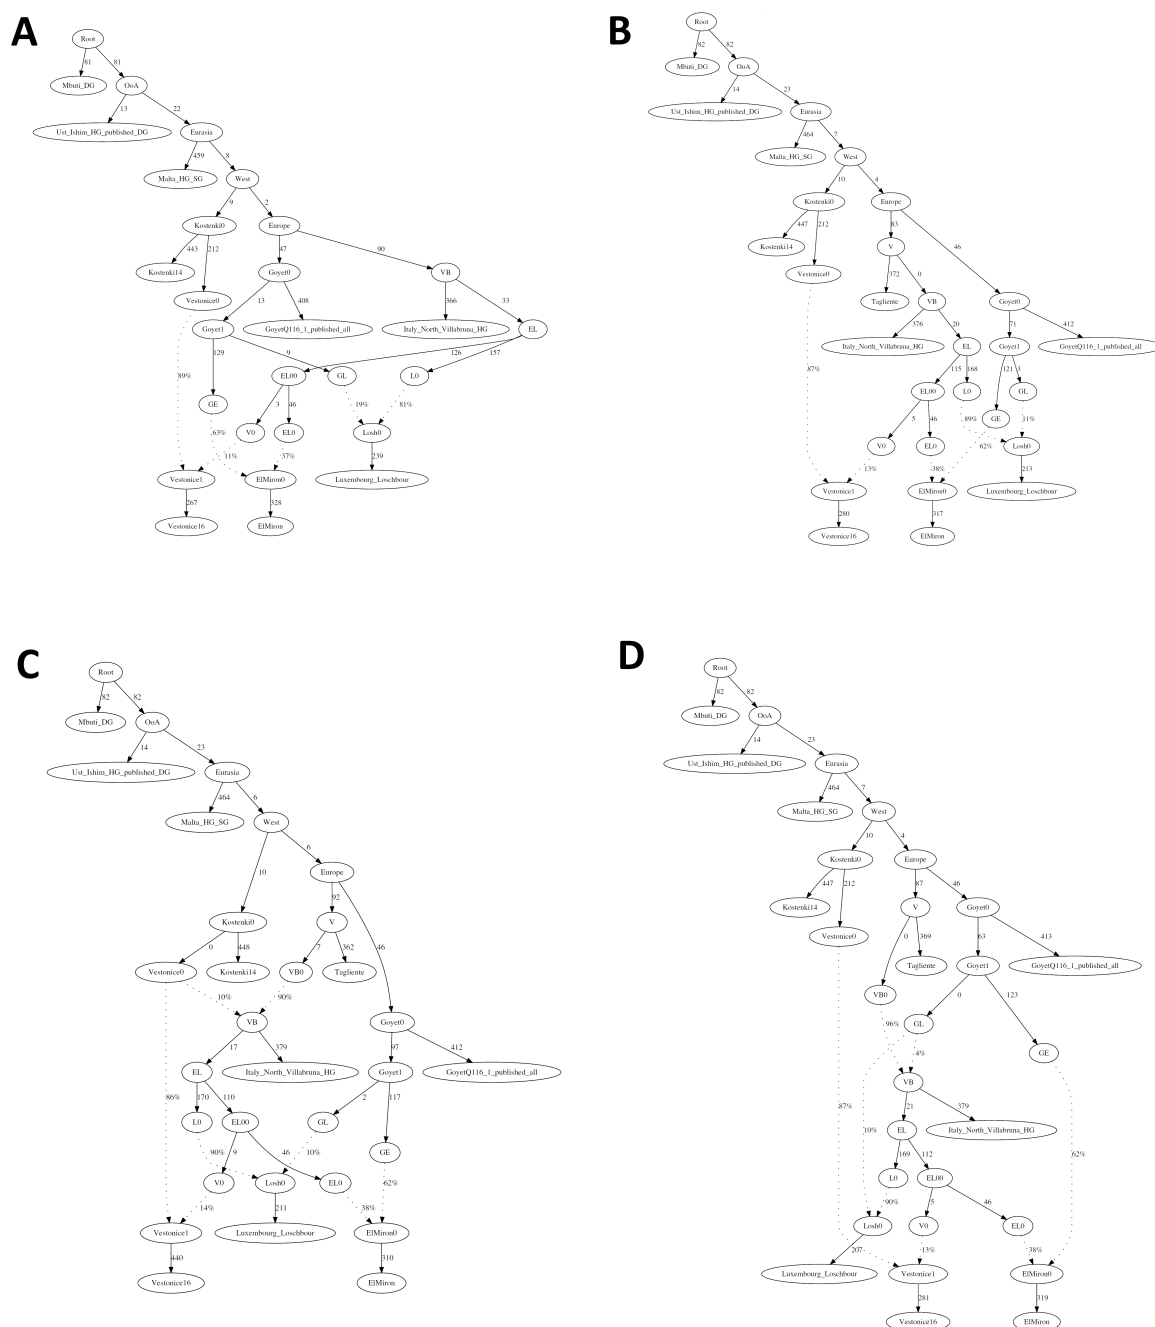 A
Root
81
81
Mbuti_DG
OoA
13
22
Ust_Ishim_HG_published_DG
Eurasia
459
8
Malta_HG_SG
West
9
2
Kostenki0
Europe
443
212
47
90
Kostenki14
Goyet0
VB
Vestonice0
13
408
366
33
Goyet1
GoyetQ116_1_published_all
Italy_North_Villabruna_HG
EL
129
9
126
157
89%
EL00
GL
L0
GE
3
46
19%
81%
63%
V0
EL0
Losh0
11%
37%
239
Vestonice1
ElMiron0
Luxembourg_Loschbour
267
328
Vestonice16
ElMiron
B
Root
82
82
Mbuti_DG
OoA
14
23
Ust_Ishim_HG_published_DG
Eurasia
464
7
Malta_HG_SG
West
10
4
Kostenki0
Europe
447
212
83
46
Kostenki14
V
Vestonice0
372
0
Tagliente
VB
Goyet0
376
20
71
412
Italy_North_Villabruna_HG
EL
Goyet1
GoyetQ116_1_published_all
87%
115
168
121
3
EL00
L0
GL
5
46
GE
89%
11%
V0
EL0
62%
Losh0
13%
38%
213
Vestonice1
ElMiron0
Luxembourg_Loschbour
280
317
Vestonice16
ElMiron
C
Root
82
82
Mbuti_DG
OoA
14
23
Ust_Ishim_HG_published_DG
Eurasia
464
6
Malta_HG_SG
West
10
6
Europe
92
46
Kostenki0
V
0
448
7
362
Vestonice0
Kostenki14
VB0
Tagliente
10%
90%
VB
Goyet0
17
379
97
412
EL
Italy_North_Villabruna_HG
Goyet1
GoyetQ116_1_published_all
86%
170
110
2
117
L0
EL00
GL
90%
9
46
10%
GE
V0
Losh0
EL0
62%
14%
211
38%
Vestonice1
Luxembourg_Loschbour
ElMiron0
440
310
Vestonice16
ElMiron
D
Root
82
82
Mbuti_DG
OoA
14
23
Ust_Ishim_HG_published_DG
Eurasia
464
7
Malta_HG_SG
West
10
4
Kostenki0
Europe
447
212
87
46
Kostenki14
V
Goyet0
Vestonice0
0
369
63
413
Tagliente
Goyet1
GoyetQ116_1_published_all
VB0
0
123
96%
GL
4%
GE
VB
87%
10%
21
379
EL
Italy_North_Villabruna_HG
169
112
62%
L0
EL00
90%
5
46
Losh0
V0
EL0
207
13%
38%
Luxembourg_Loschbour
Vestonice1
ElMiron0
281
319
Vestonice16
ElMiron